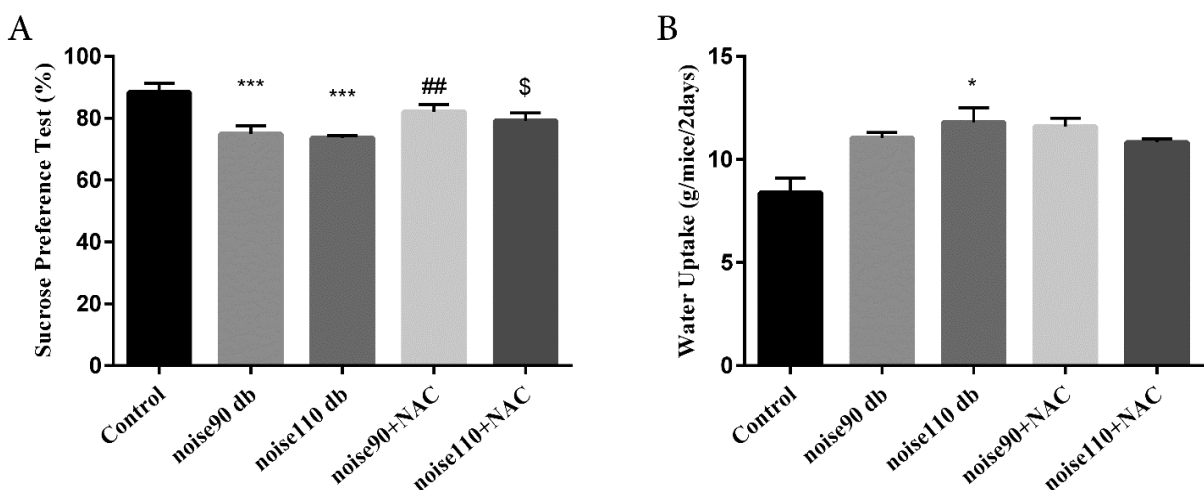 A
Sucrose Preference Test (%)
100
80
60
40
20
0
***
***
##
$
Control
noise90 db
noise110 db
noise90+NAC
noise110+NAC
B
Water Uptake (g/mice/2days)
15
10
5
0
*
Control
noise90 db
noise110 db
noise90+NAC
noise110+NAC